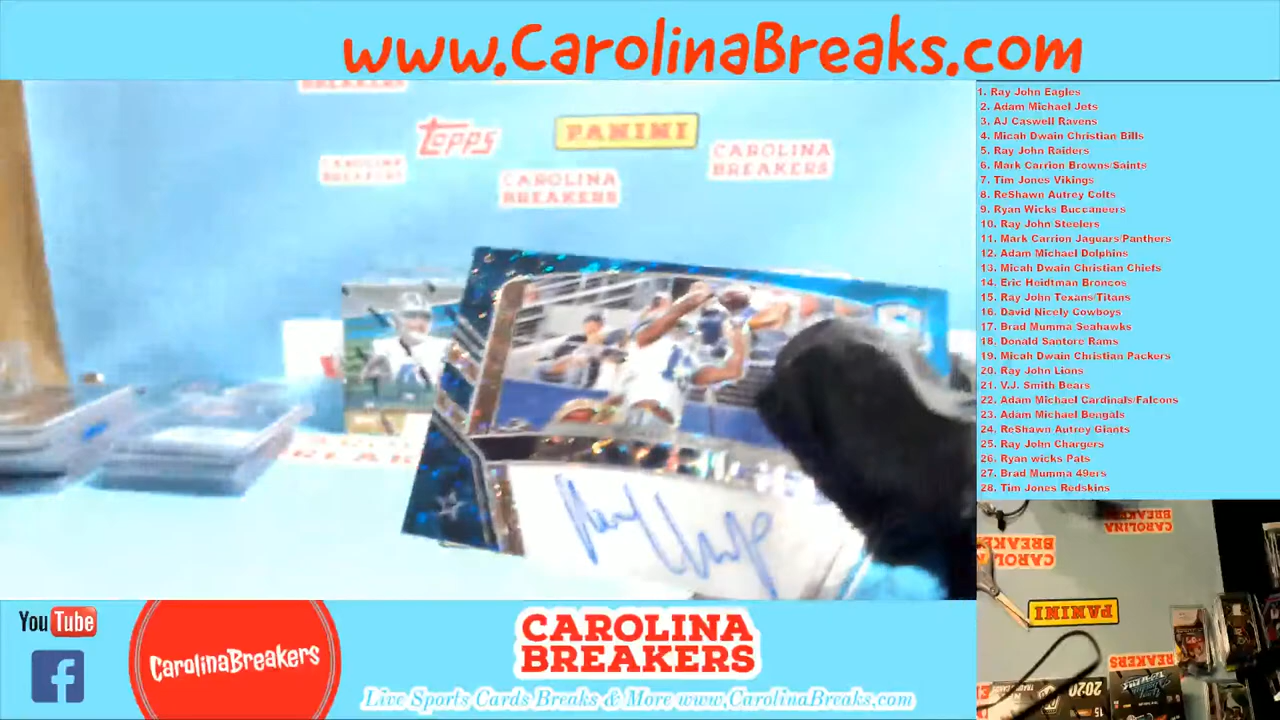 www.CarolinaBreaks.com
BREAKERS
TOPPS
PANINI
CAROLINA
BREAKERS
CAROLINA
BREAKERS
1. Ray John Eagles
2. Adam Michael Jets
3, AJ Caswell Ravens
4. Micah Dwain Christian Bills
5. Ray John Raiders
6. Mark Carrion Browns/Saints
7. Tim Jones Vikings
8. ReShawn Autrey Colts
9. Ryan Wicks Buccaneers
10. Ray John Steelers
11. Mark Carrion Jaguars/Panthers
12. Adam Michael Dolphins
13. Micah Dwain Christian Chiefs
14. Eric Heidtman Broncos
15. Ray John Texans/Titans
16. David Nicely Cowboys
17. Brad Mumma Seahawks
18. Donald Santore Rams
19. Micah Dwain Christian Packers
20. Ray John Lions
21. V.J. Smith Bears
22. Adam Michael Cardinals/Falcons
23. Adam Michael Bengals
24. ReShawn Autrey Giants
25. Ray John Chargers
26. Ryan wicks Pats
27. Brad Mumma 49ers
28. Tim Jones Redskins
CAROLINA
BREAKERS
BREAKERS
CAROLINA
PANINI
BREAKERS
2020
15
YouTube
CarolinaBreakers
CAROLINA
BREAKERS
Live Sports Cards Breaks & More www.CarolinaBreaks.com